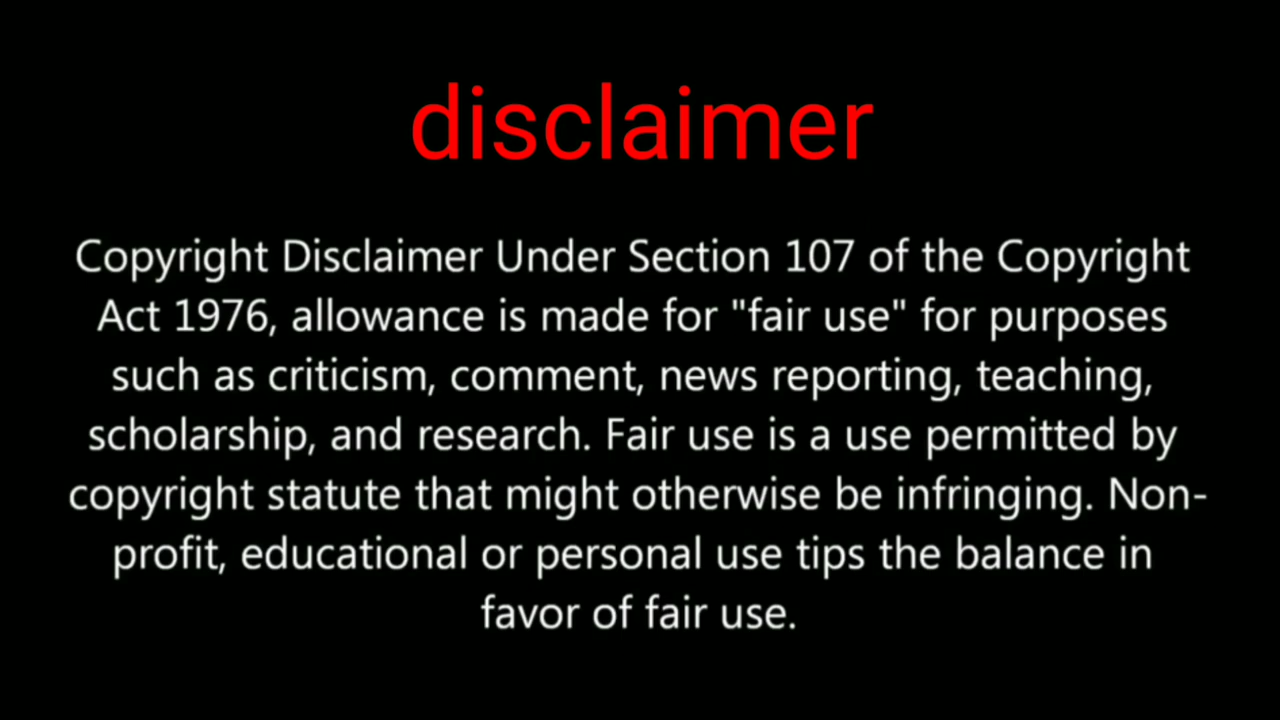 disclaimer
Copyright Disclaimer Under Section 107 of the Copyright
Act 1976, allowance is made for "fair use" for purposes
such as criticism, comment, news reporting, teaching,
scholarship, and research. Fair use is a use permitted by
copyright statute that might otherwise be infringing. Non-
profit, educational or personal use tips the balance in
favor of fair use.